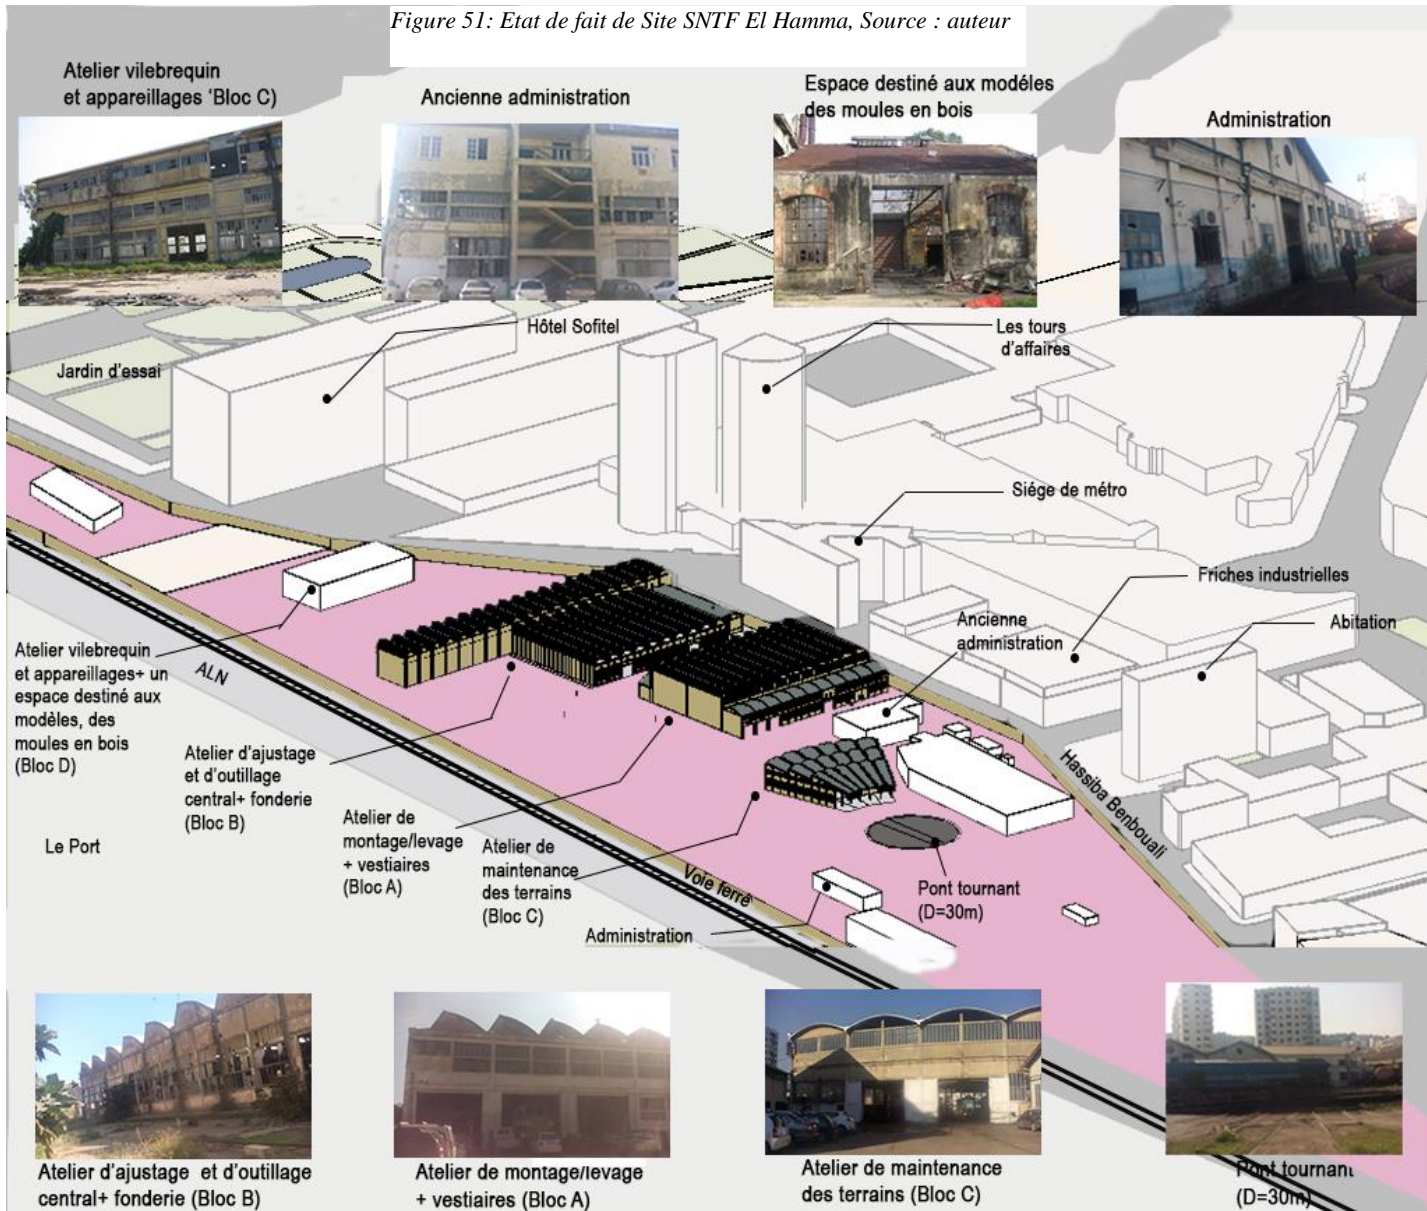 Figure 51: Etat de fait de Site SNTF El Hamma, Source : auteur
Atelier vilebrequin
et appareillages 'Bloc C)
Ancienne administration
Espace destiné aux modéles
des moules en bois
Administration
Hôtel Sofitel
Les tours
d'affaires
Jardin d'essai
Siége de métro
Friches industrielles
Ancienne
administration
Abitation
Atelier vilebrequin
et appareillages+ un
espace destiné aux
modèles, des
moules en bois
(Bloc D)
ALN
Atelier d'ajustage
et d'outillage
central+ fonderie
(Bloc B)
Hassiba Benbouali
Le Port
Atelier de
montage/levage
+ vestiaires
(Bloc A)
Atelier de
maintenance
des terrains
(Bloc C)
Voie ferré
Pont tournant
(D=30m)
Administration
Atelier d'ajustage et d'outillage
central+ fonderie (Bloc B)
Atelier de montage/levage
+ vestiaires (Bloc A)
Atelier de maintenance
des terrains (Bloc C)
Pont tournant
(D=30m)